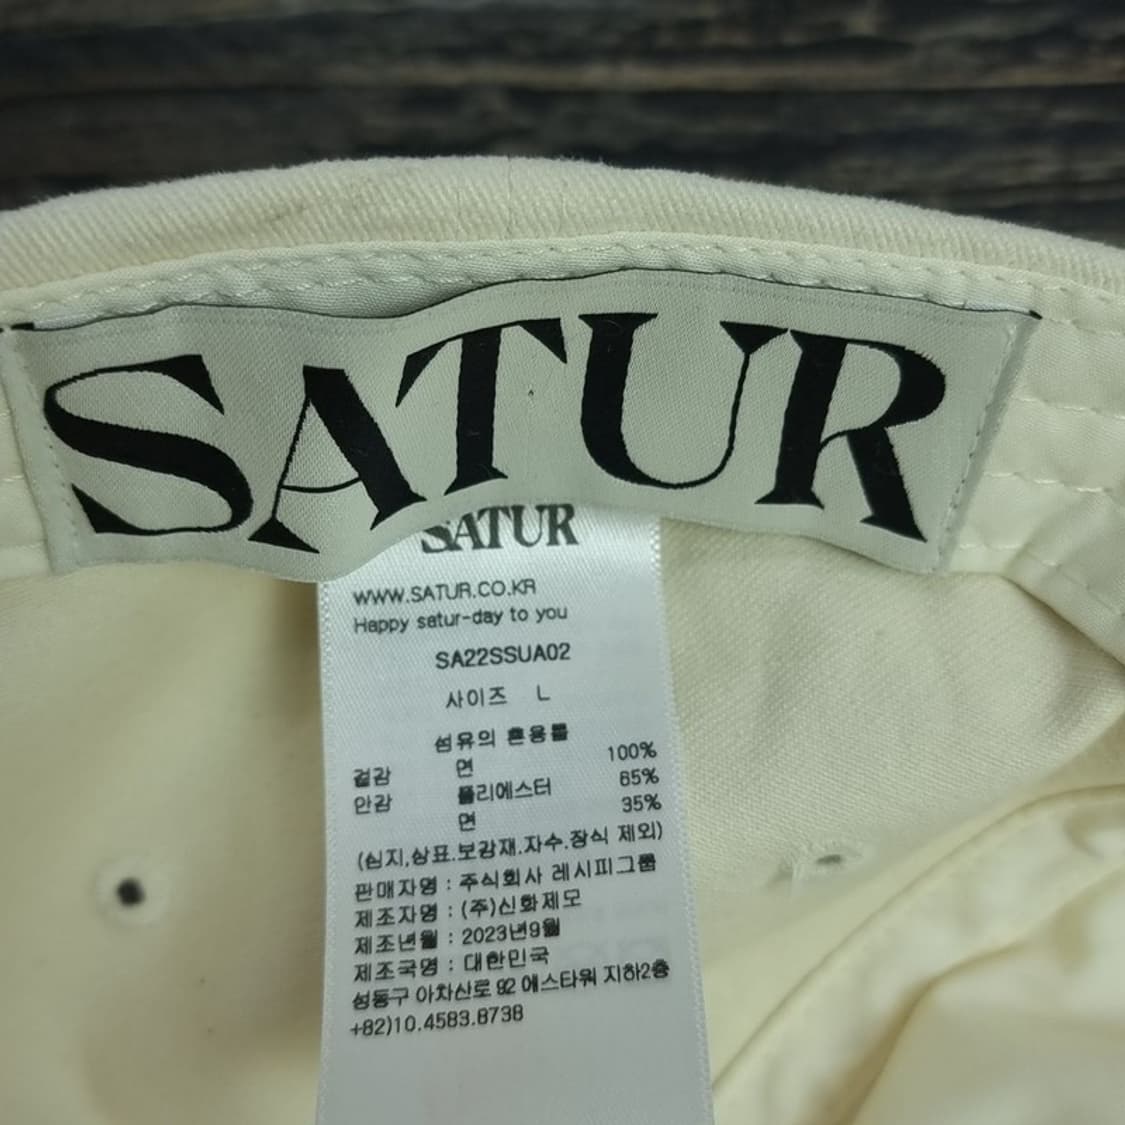 SATUR
SATUR
WWW.SATUR.CO.KR
Happy satur-day to you
SA22SSUA02
사이즈 L
섬유의 혼용률
겉감 면 100%
안감 폴리에스터 65%
면 35%
(심지,상표.보강재.자수.장식 제외)
판매자명 : 주식회사 레시피그룹
제조자명 : (주)신화제모
제조년월 : 2023년9월
제조국명 : 대한민국
성동구 아차산로 92 에스타워 지하2층
+82)10.4583.8738